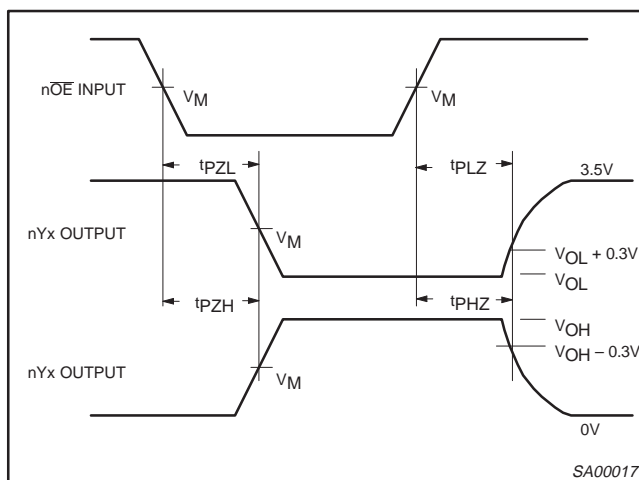 nOE INPUT
VM
VM
tPZL
tPLZ
3.5V
nYx OUTPUT
VM
VOL + 0.3V
VOL
tPZH
tPHZ
VOH
VOH – 0.3V
nYx OUTPUT
VM
0V
SA00017